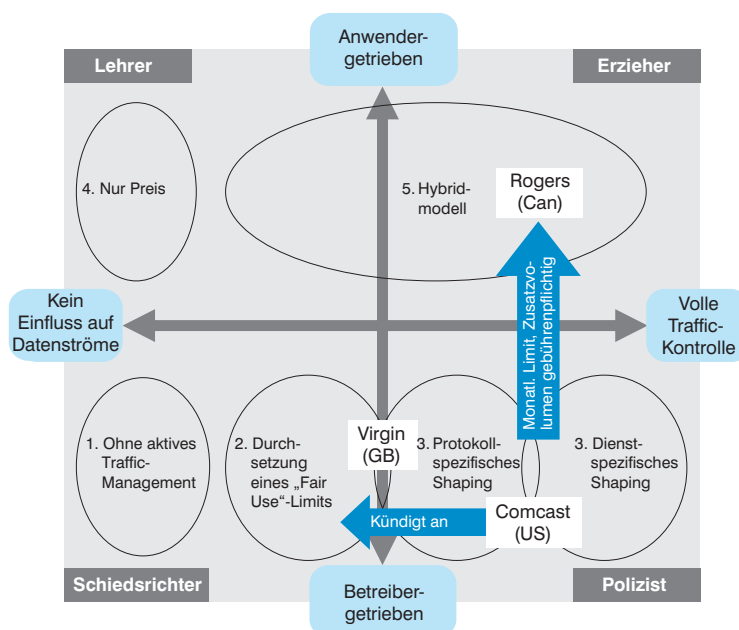 Anwender-
getrieben
Lehrer
Erzieher
4. Nur Preis
5. Hybrid-
modell
Rogers
(Can)
Kein
Einfluss auf
Datenströme
Monatl. Limit, Zusatzvo-
lumen gebührenpflichtig
Volle
Traffic-
Kontrolle
1. Ohne aktives
Traffic-
Management
2. Durch-
setzung
eines „Fair
Use“-Limits
Virgin
(GB)
3. Protokoll-
spezifisches
Shaping
3. Dienst-
spezifisches
Shaping
Kündigt an
Comcast
(US)
Schiedsrichter
Betreiber-
getrieben
Polizist